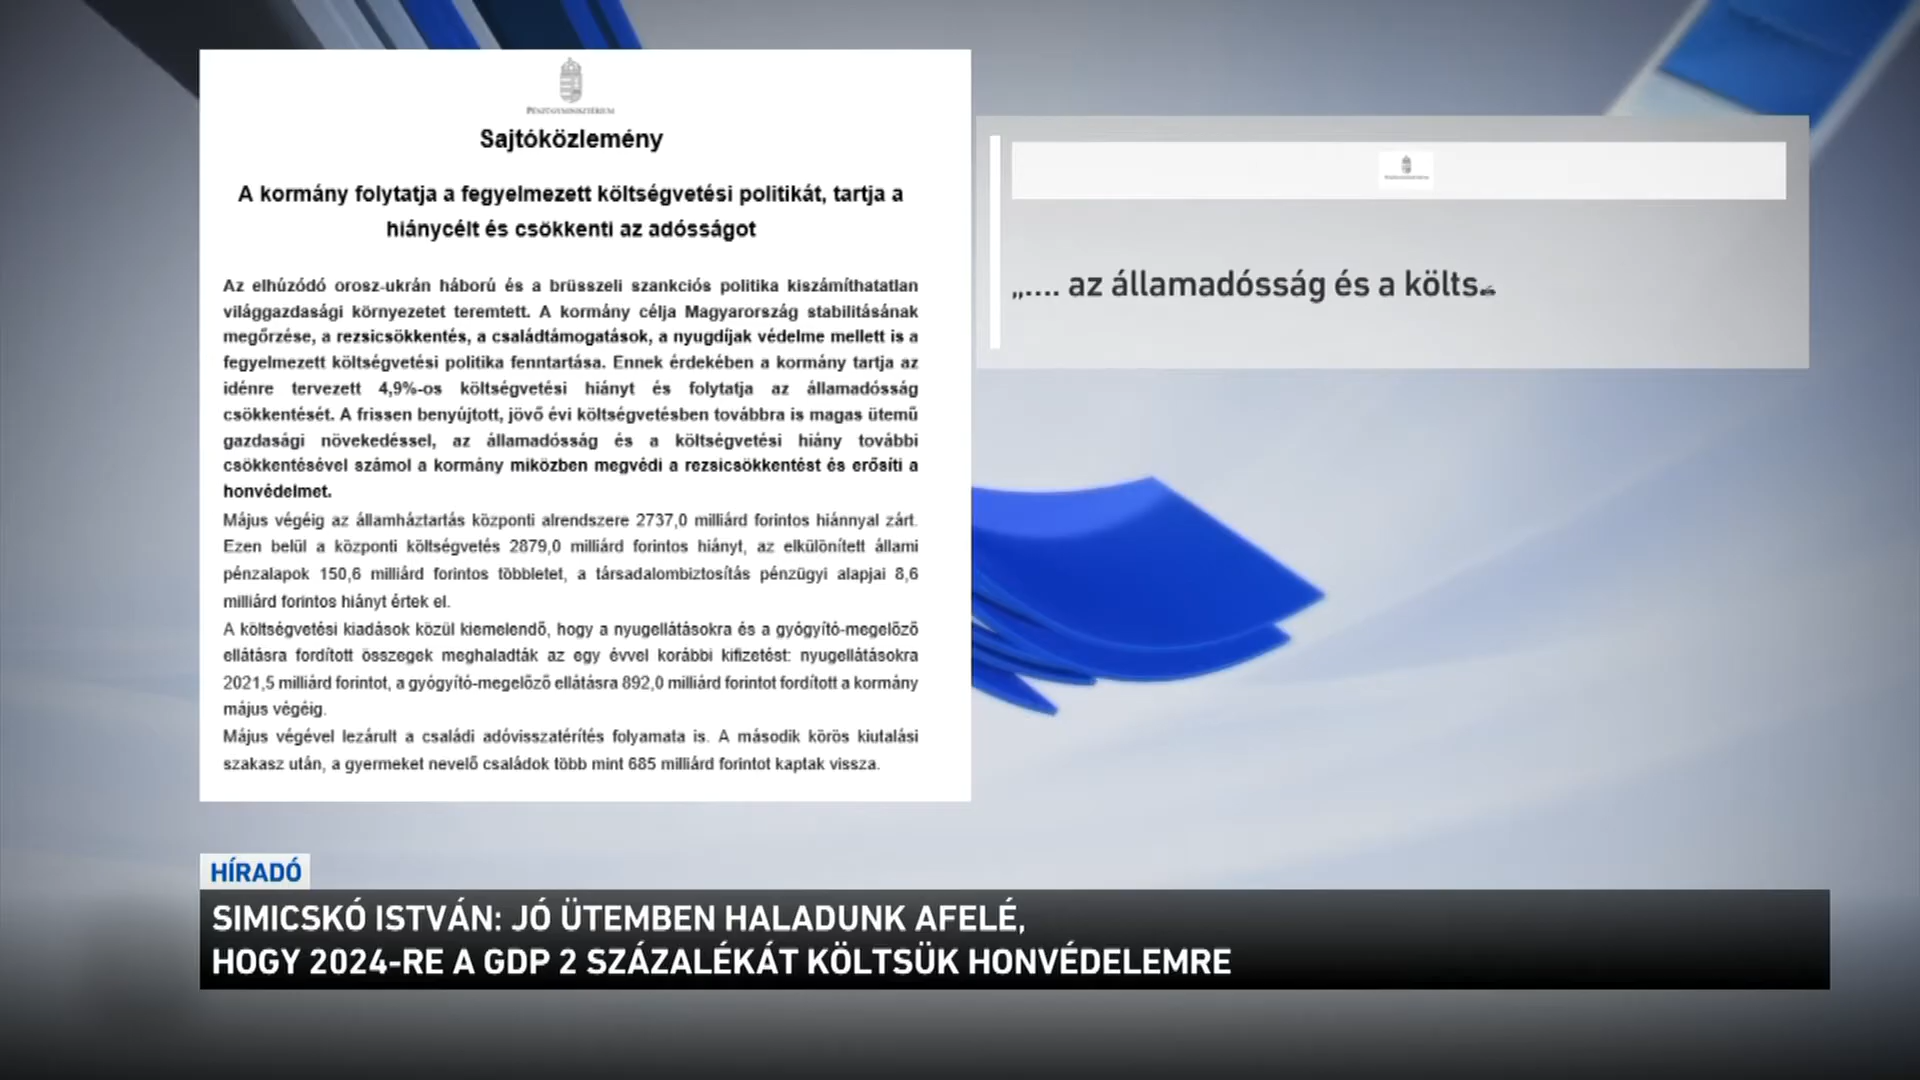 PÉNZÜGYMINISZTÉRIUM
Sajtóközlemény
A kormány folytatja a fegyelmezett költségvetési politikát, tartja a
hiánycélt és csökkenti az adósságot
Az elhúzódó orosz-ukrán háború és a brüsszeli szankciós politika kiszámíthatatlan
világgazdasági környezetet teremtett. A kormány célja Magyarország stabilitásának
megőrzése, a rezsicsökkentés, a családtámogatások, a nyugdíjak védelme mellett is a
fegyelmezett költségvetési politika fenntartása. Ennek érdekében a kormány tartja az
idénre tervezett 4,9%-os költségvetési hiányt és folytatja az államadósság
csökkentését. A frissen benyújtott, jövő évi költségvetésben továbbra is magas ütemű
gazdasági növekedéssel, az államadósság és a költségvetési hiány további
csökkentésével számol a kormány miközben megvédi a rezsicsökkentést és erősíti a
honvédelmet.
Május végéig az államháztartás központi alrendszere 2737,0 milliárd forintos hiánnyal zárt.
Ezen belül a központi költségvetés 2879,0 milliárd forintos hiányt, az elkülönített állami
pénzalapok 150,6 milliárd forintos többletet, a társadalombiztosítás pénzügyi alapjai 8,6
milliárd forintos hiányt értek el.
A költségvetési kiadások közül kiemelendő, hogy a nyugellátásokra és a gyógyító-megelőző
ellátásra fordított összegek meghaladták az egy évvel korábbi kifizetést: nyugellátásokra
2021,5 milliárd forintot, a gyógyító-megelőző ellátásra 892,0 milliárd forintot fordított a kormány
május végéig.
Május végével lezárult a családi adóvisszatérítés folyamata is. A második körös kiutalási
szakasz után, a gyermeket nevelő családok több mint 685 milliárd forintot kaptak vissza.
„.... az államadósság és a költs
HÍRADÓ
SIMICSKÓ ISTVÁN: JÓ ÜTEMBEN HALADUNK AFELÉ,
HOGY 2024-RE A GDP 2 SZÁZALÉKÁT KÖLTSÜK HONVÉDELEMRE